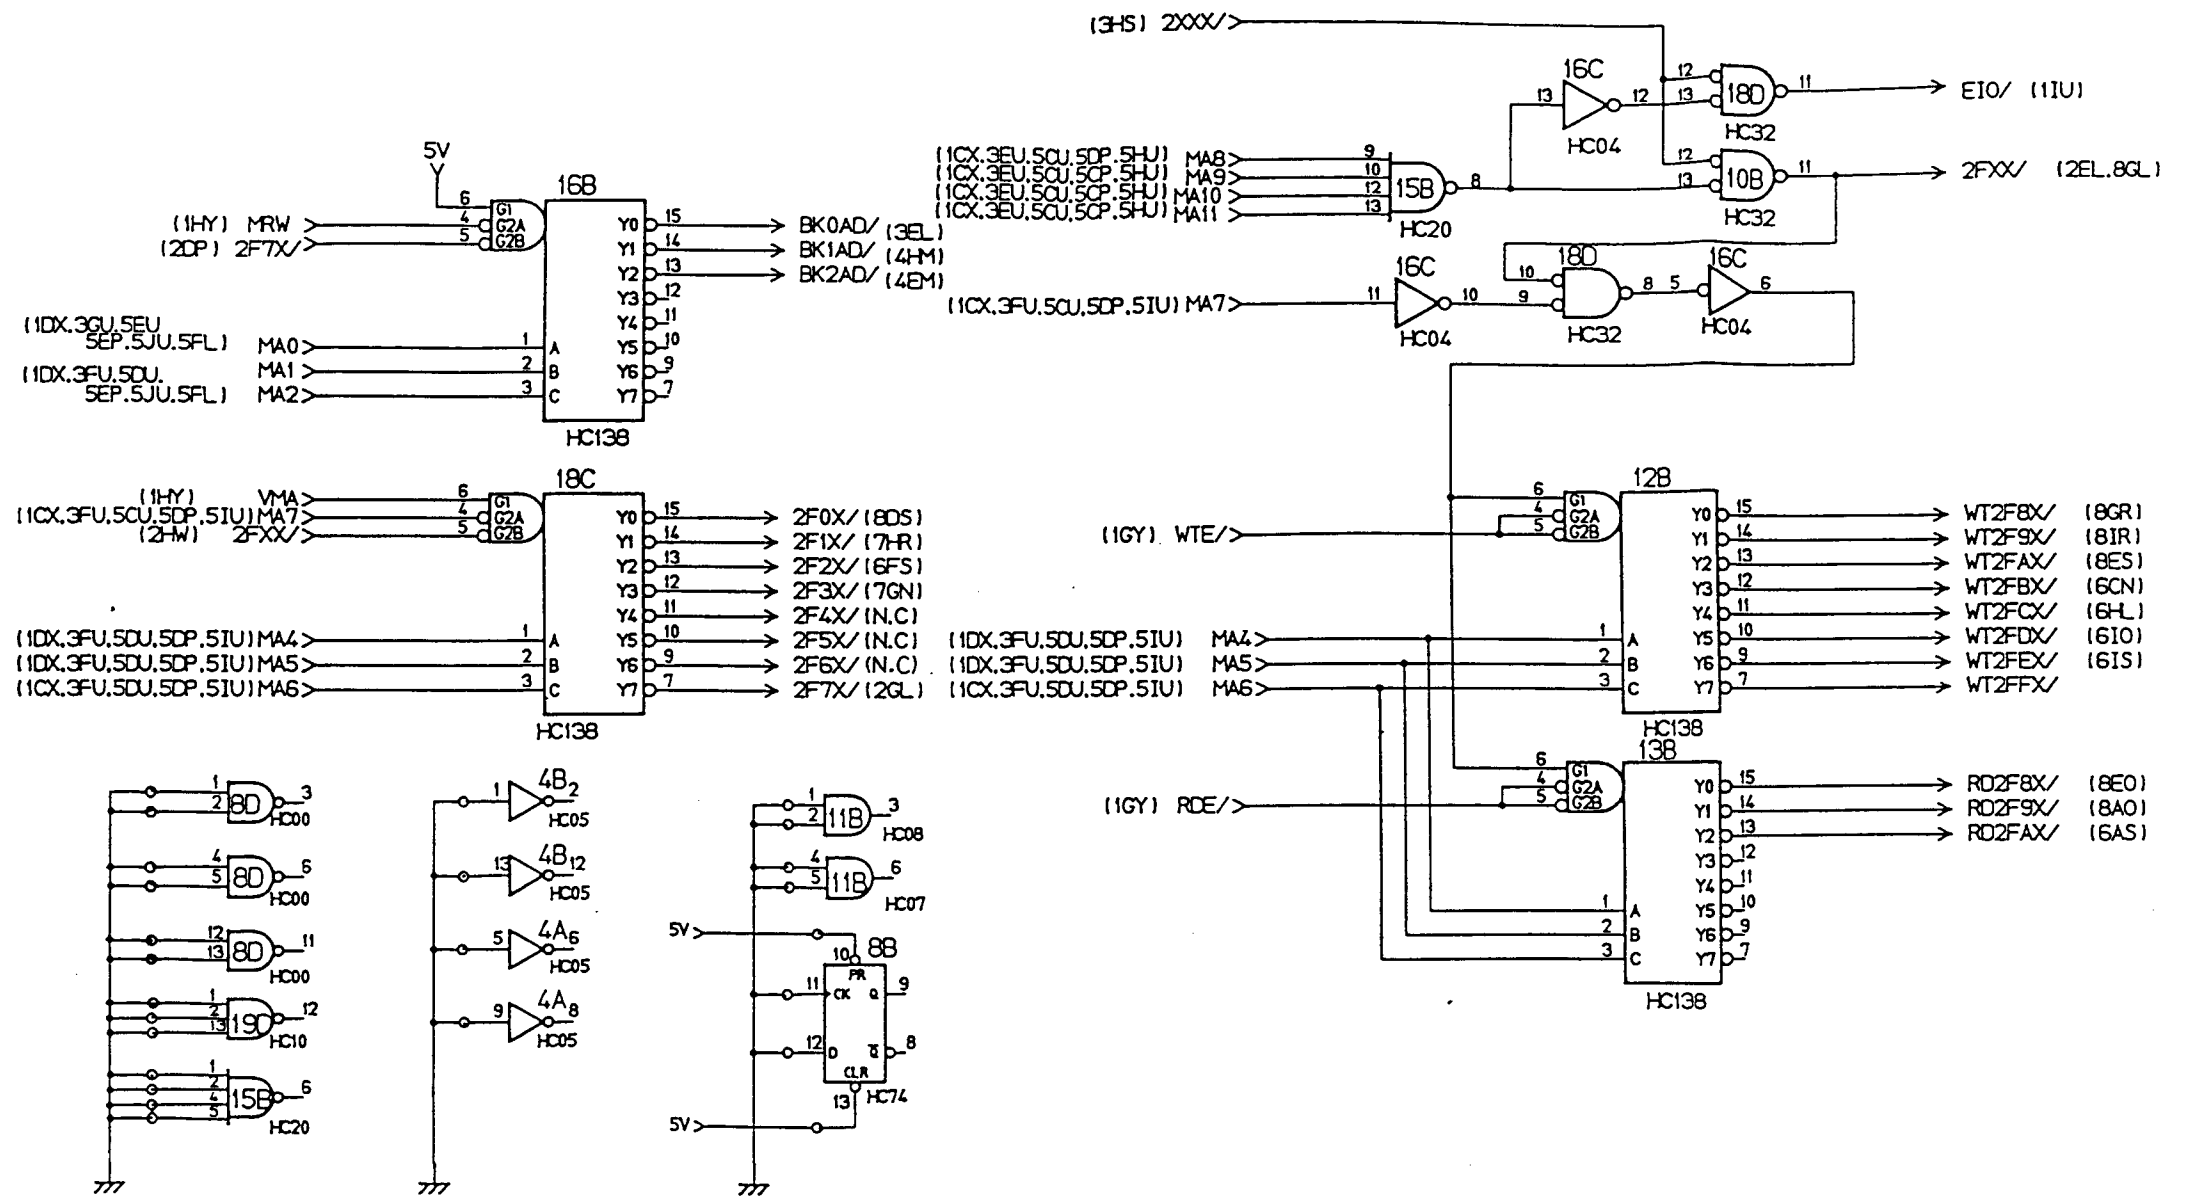 (3HS) 2XXX/
16C
13
12
HC04
12
13
18D
11
HC32
EIO/ (1IU)
(1CX.3EU.5CU.5DP.5HU) MA8
(1CX.3EU.5CU.5CP.5HU) MA9
(1CX.3EU.5CU.5CP.5HU) MA10
(1CX.3EU.5CU.5CP.5HU) MA11
9
10
12
13
15B
8
HC20
12
13
10B
11
HC32
2FXX/ (2EL.8GL)
(1CX.3FU.5CU.5DP.5IU) MA7
11
16C
10
HC04
18D
10
9
8
HC32
16C
5
6
HC04
5V
16B
(1HY) MRW
(2DP) 2F7X/
6
4
5
G1
G2A
G2B
(1DX.3GU.5EU
5EP.5JU.5FL) MA0
(1DX.3FU.5DU. MA1
5EP.5JU.5FL) MA2
1 A
2 B
3 C
Y0 15 BK0AD/ (3EL)
Y1 14 BK1AD/ (4HM)
Y2 13 BK2AD/ (4EM)
Y3 12
Y4 11
Y5 10
Y6 9
Y7 7
HC138
18C
(1HY) VMA
(1CX.3FU.5CU.5DP.5IU) MA7
(2HW) 2FXX/
6
4
5
G1
G2A
G2B
(1DX.3FU.5DU.5DP.5IU) MA4
(1DX.3FU.5DU.5DP.5IU) MA5
(1CX.3FU.5DU.5DP.5IU) MA6
1 A
2 B
3 C
Y0 15 2F0X/ (8DS)
Y1 14 2F1X/ (7HR)
Y2 13 2F2X/ (6FS)
Y3 12 2F3X/ (7GN)
Y4 11 2F4X/ (N.C)
Y5 10 2F5X/ (N.C)
Y6 9 2F6X/ (N.C)
Y7 7 2F7X/ (2GL)
HC138
12B
(1GY) WTE/
6
4
5
G1
G2A
G2B
(1DX.3FU.5DU.5DP.5IU) MA4
(1DX.3FU.5DU.5DP.5IU) MA5
(1CX.3FU.5DU.5DP.5IU) MA6
1 A
2 B
3 C
Y0 15 WT2F8X/ (8GR)
Y1 14 WT2F9X/ (8IR)
Y2 13 WT2FAX/ (8ES)
Y3 12 WT2FBX/ (6CN)
Y4 11 WT2FCX/ (6HL)
Y5 10 WT2FDX/ (6IO)
Y6 9 WT2FEX/ (6IS)
Y7 7 WT2FFX/
HC138
13B
(1GY) RDE/
6
4
5
G1
G2A
G2B
1 A
2 B
3 C
Y0 15 RD2F8X/ (8EO)
Y1 14 RD2F9X/ (8AO)
Y2 13 RD2FAX/ (6AS)
Y3 12
Y4 11
Y5 10
Y6 9
Y7 7
HC138
1
2
8D
3
HC00
4
5
8D
6
HC00
12
13
8D
11
HC00
1
2
13
19D
12
HC10
1
2
4
5
15B
6
HC20
1
4B
2
HC05
13
4B
12
HC05
5
4A
6
HC05
9
4A
8
HC05
1
2
11B
3
HC08
4
5
11B
6
HC07
5V
10
8B
PR
11 CK Q 9
12 D Q̅ 8
CLR
13
HC74
5V